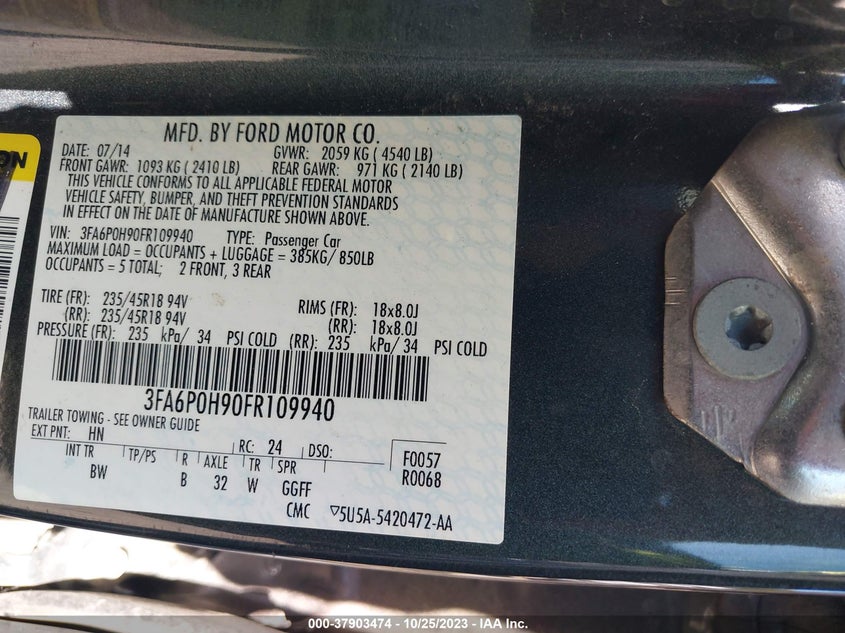 MFD. BY FORD MOTOR CO.
DATE: 07/14 GVWR: 2059 KG ( 4540 LB)
FRONT GAWR: 1093 KG ( 2410 LB) REAR GAWR: 971 KG ( 2140 LB)
THIS VEHICLE CONFORMS TO ALL APPLICABLE FEDERAL MOTOR
VEHICLE SAFETY, BUMPER, AND THEFT PREVENTION STANDARDS
IN EFFECT ON THE DATE OF MANUFACTURE SHOWN ABOVE.
VIN: 3FA6P0H90FR109940 TYPE: Passenger Car
MAXIMUM LOAD = OCCUPANTS + LUGGAGE = 385KG/ 850LB
OCCUPANTS = 5 TOTAL; 2 FRONT, 3 REAR
TIRE (FR): 235/45R18 94V RIMS (FR): 18x8.0J
(RR): 235/45R18 94V (RR): 18x8.0J
PRESSURE (FR): 235 kPa/ 34 PSI COLD (RR): 235 kPa/ 34 PSI COLD
3FA6P0H90FR109940
TRAILER TOWING - SEE OWNER GUIDE
EXT PNT: HN RC: 24 DSO: F0057
INT TR TP/PS R AXLE TR SPR R0068
BW B 32 W GGFF
CMC ▽5U5A-5420472-AA
000-37903474 - 10/25/2023 - IAA Inc.